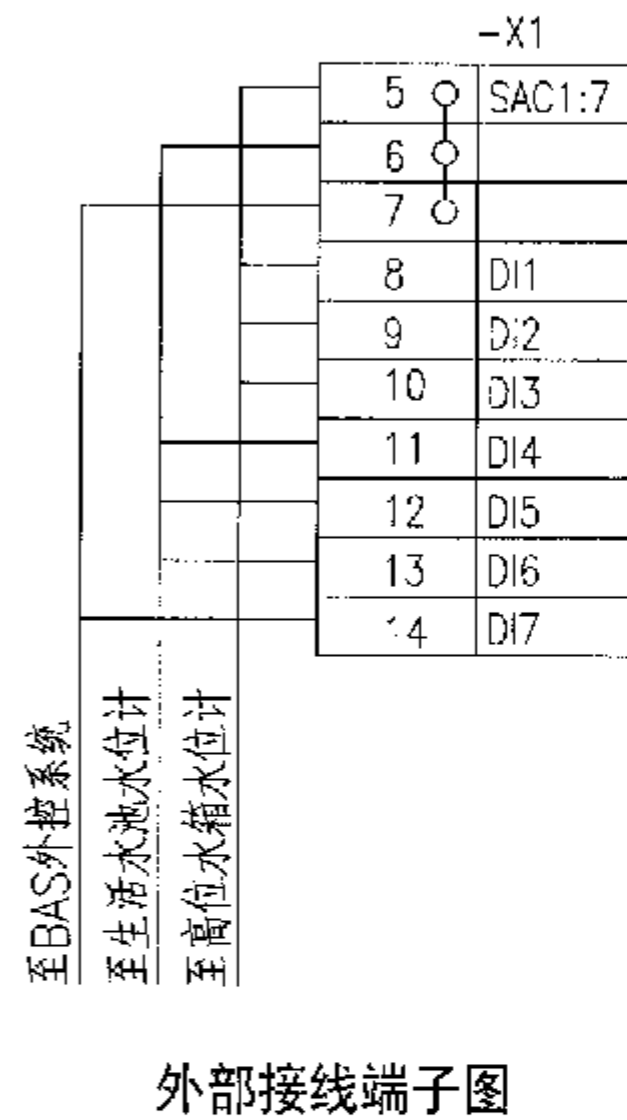 -X1
5 SAC1:7
6
7
8 DI1
9 DI2
10 DI3
11 DI4
12 DI5
13 DI6
14 DI7
至BAS外控系统
至生活水池水位计
至高位水箱水位计
外部接线端子图